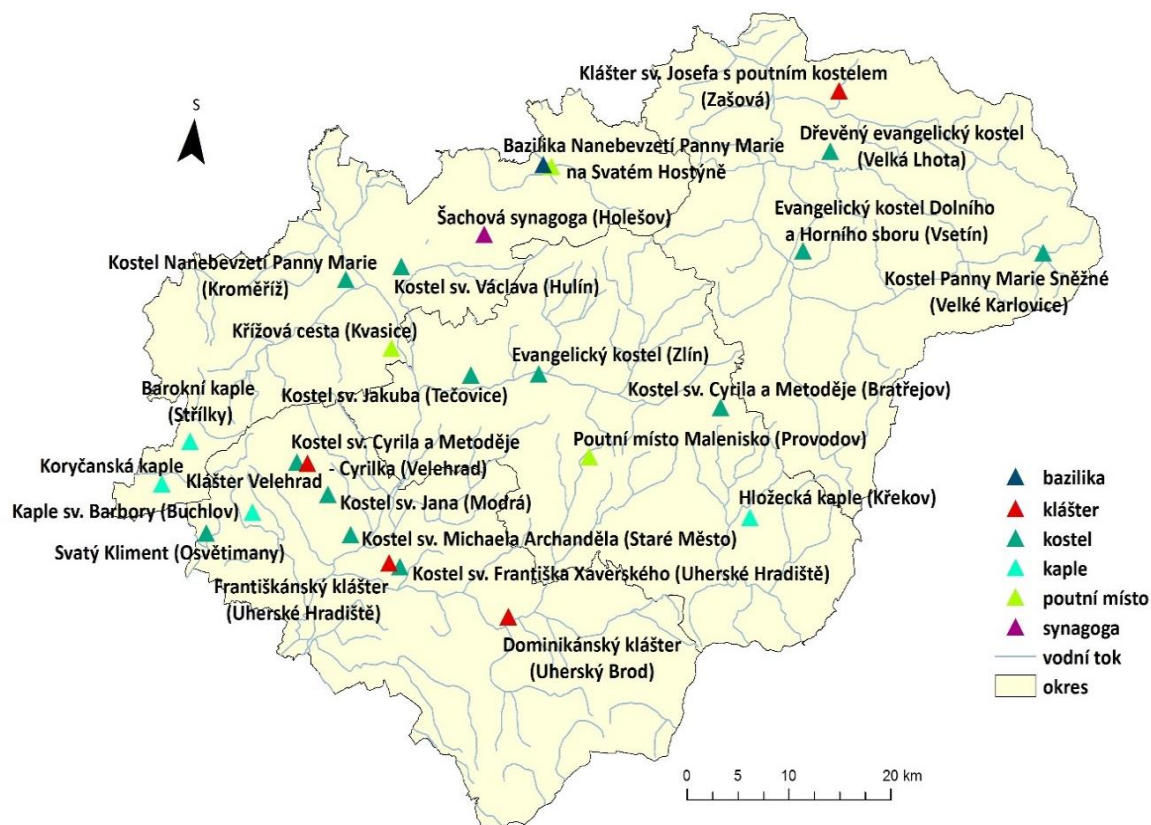 Klášter sv. Josefa s poutním kostelem
(Zašová)
S
Dřevěný evangelický kostel
(Velká Lhota)
Bazilika Nanebevzetí Panny Marie
na Svatém Hostýně
Šachová synagoga (Holešov)
Evangelický kostel Dolního
a Horního sboru (Vsetín)
Kostel Nanebevzetí Panny Marie
(Kroměříž)
Kostel sv. Václava (Hulín)
Kostel Panny Marie Sněžné
(Velké Karlovice)
Křížová cesta (Kvasice)
Evangelický kostel (Zlín)
Barokní kaple
(Střílky)
Kostel sv. Jakuba (Tečovice)
Kostel sv. Cyrila a Metoděje (Bratřejov)
Kostel sv. Cyrila a Metoděje
- Cyrilka (Velehrad)
Poutní místo Malenisko (Provodov)
Koryčanská kaple
Klášter Velehrad
Kostel sv. Jana (Modrá)
Hložecká kaple (Křekov)
Kaple sv. Barbory (Buchlov)
Kostel sv. Michaela Archanděla (Staré Město)
Svatý Kliment (Osvětimany)
Kostel sv. Františka Xaverského (Uherské Hradiště)
Františkánský klášter
(Uherské Hradiště)
Dominikánský klášter
(Uherský Brod)
bazilika
klášter
kostel
kaple
poutní místo
synagoga
vodní tok
okres
0 6 10 20 km